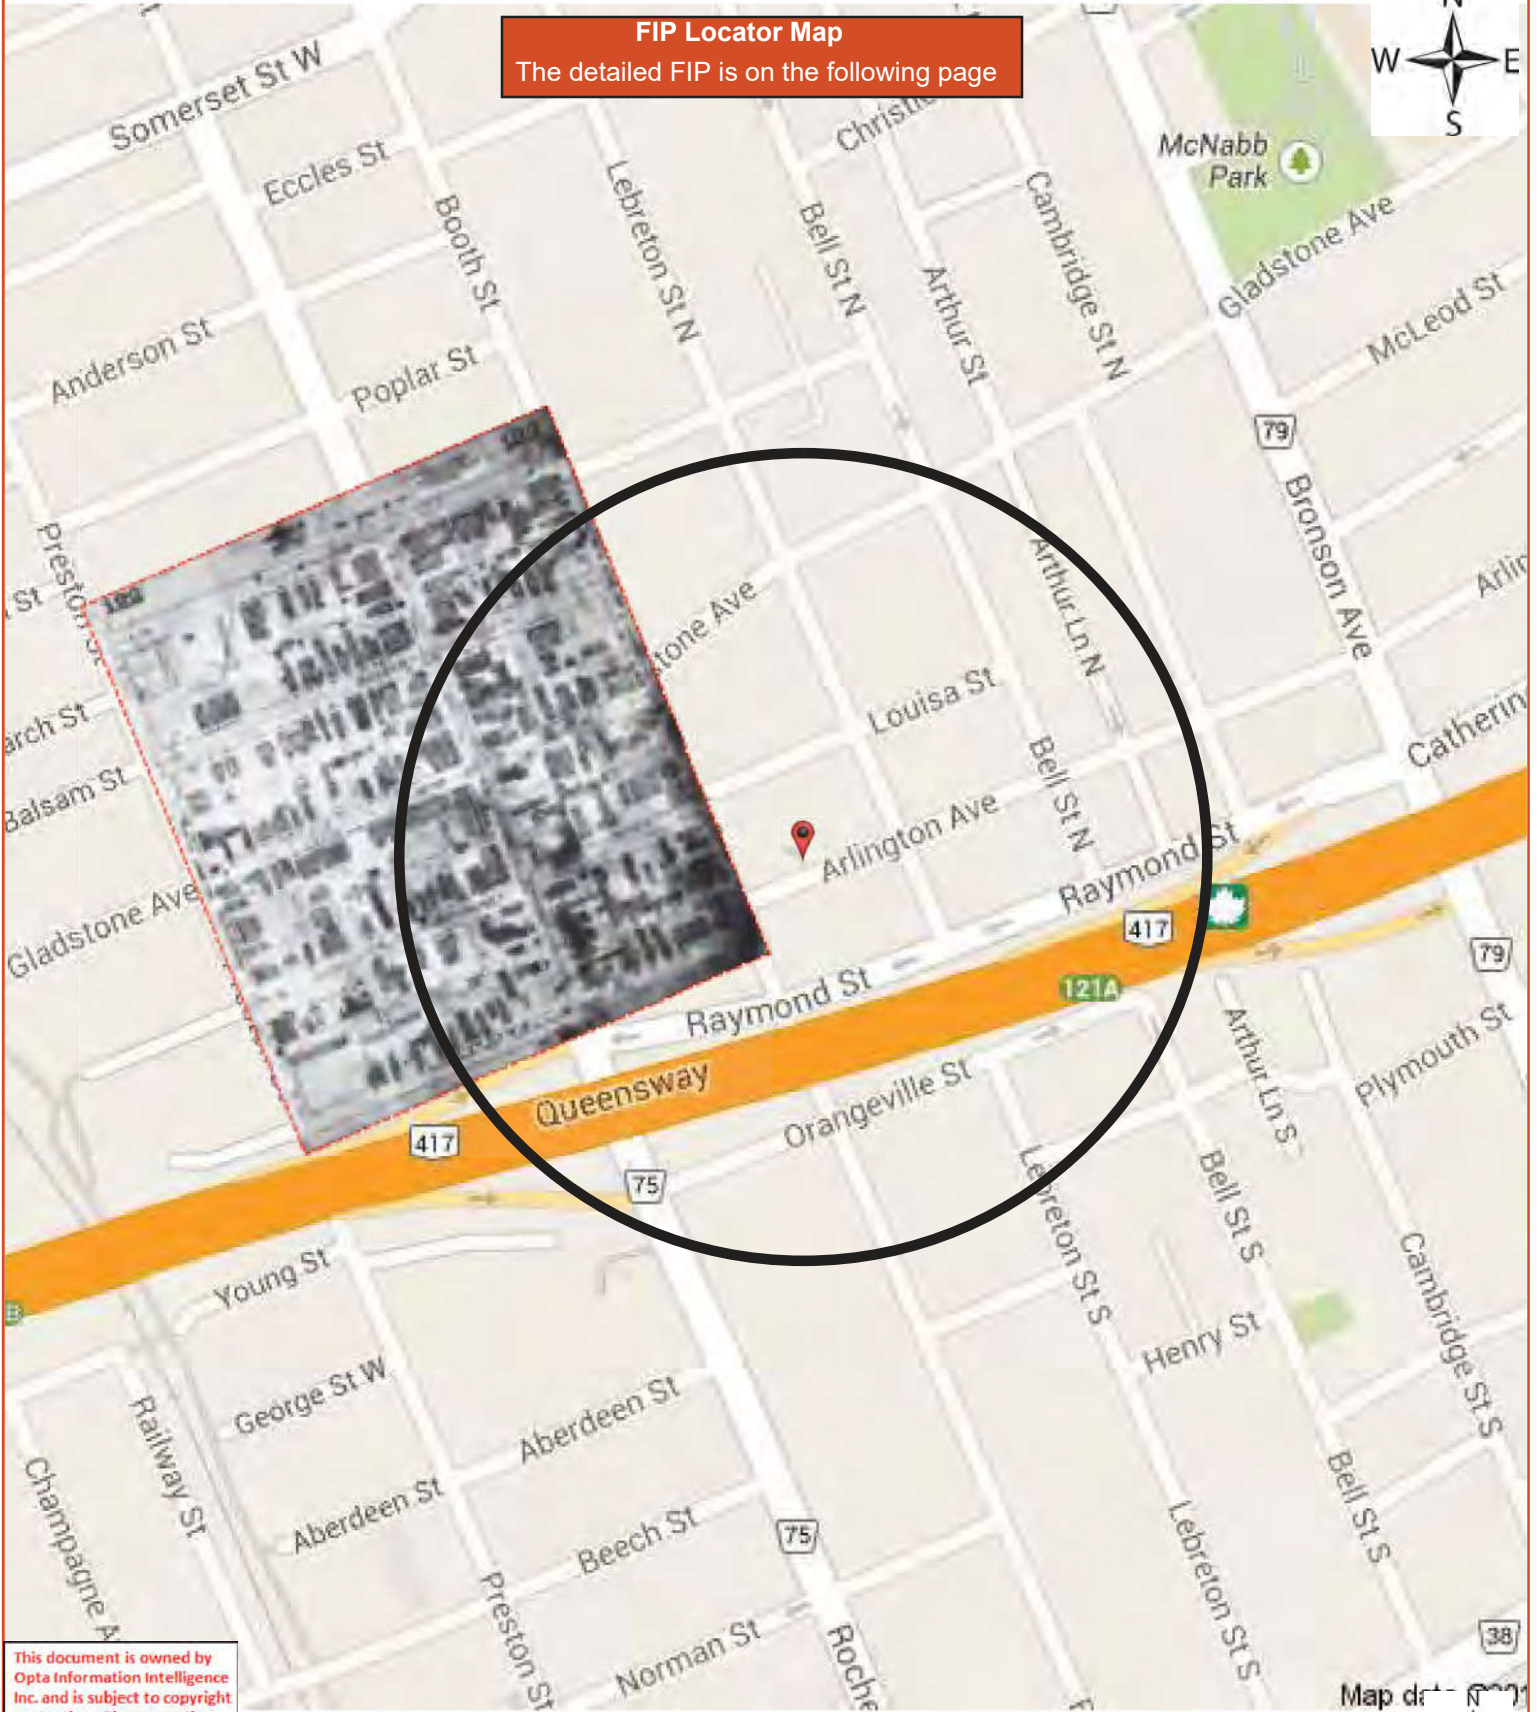 FIP Locator Map
The detailed FIP is on the following page
N
W
E
S
Somerset St W
Eccles St
Christie
McNabb
Park
Booth St
Lebreton St N
Bell St N
Cambridge St N
Arthur St
Gladstone Ave
McLeod St
Anderson St
Poplar St
79
Preston St
St
Bronson Ave
Arthur Ln N
Arlin
tone Ave
Louisa St
arch St
Catherin
Balsam St
Bell St N
Arlington Ave
Raymond St
Gladstone Ave
417
79
121A
Raymond St
Arthur Ln S
Plymouth St
Queensway
Orangeville St
417
75
Lebreton St S
Bell St S
Young St
Cambridge St S
Henry St
George St W
Aberdeen St
Railway St
Champagne A
Aberdeen St
Bell St S
Beech St
75
Lebreton St S
Preston St
Norman St
Roche
38
This document is owned by
Opta Information Intelligence
Inc. and is subject to copyright
Map
N